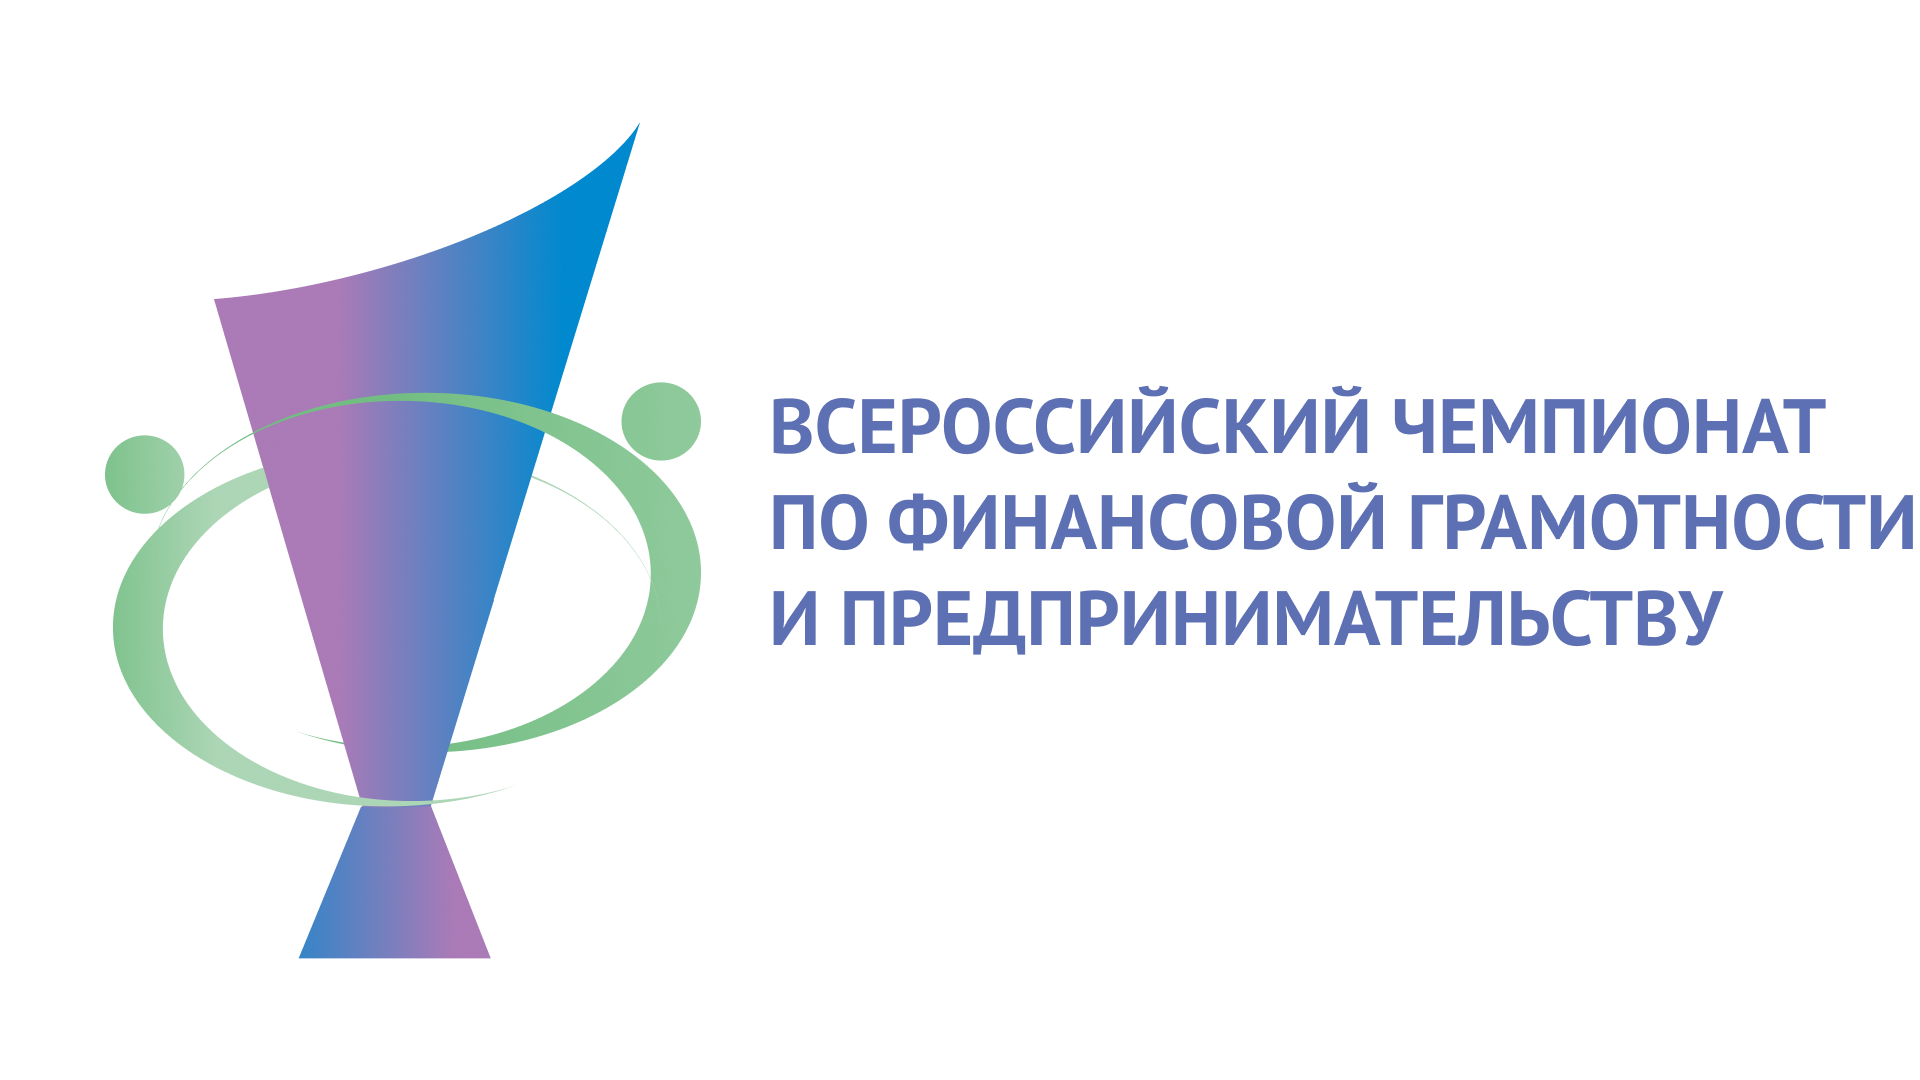 ВСЕРОССИЙСКИЙ ЧЕМПИОНАТ
ПО ФИНАНСОВОЙ ГРАМОТНОСТИ
И ПРЕДПРИНИМАТЕЛЬСТВУ